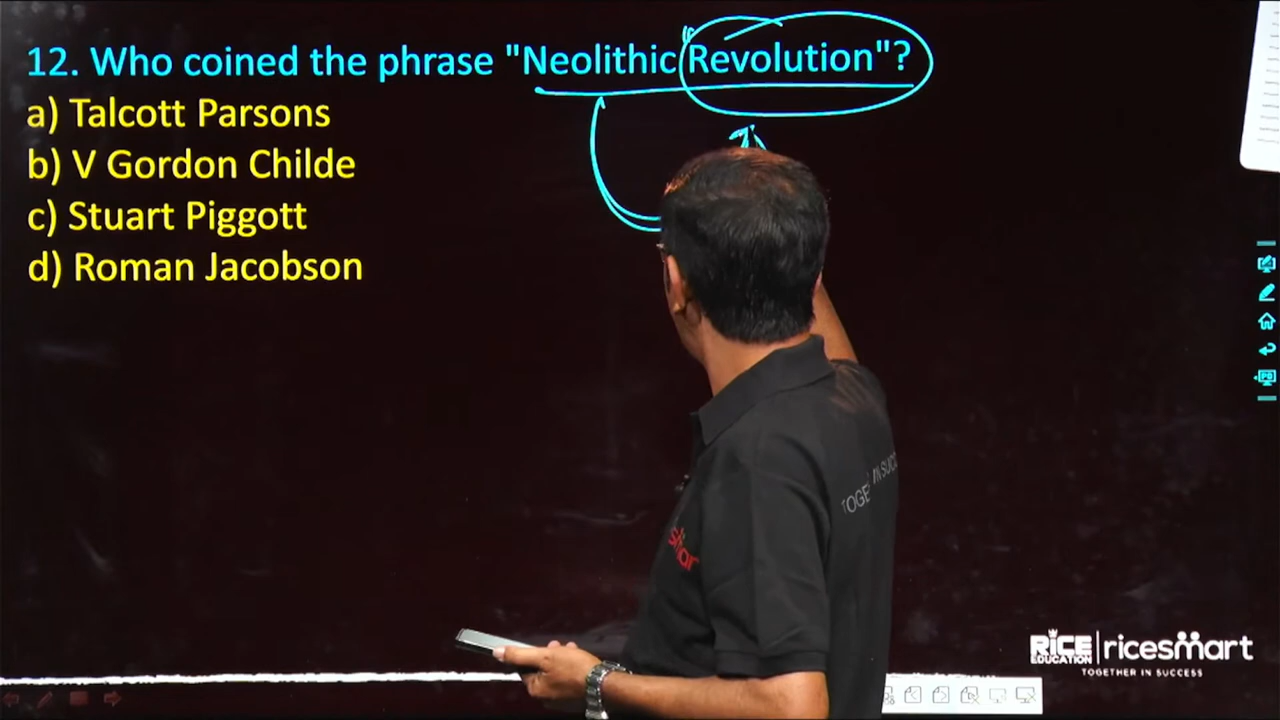 12. Who coined the phrase "Neolithic Revolution"?
a) Talcott Parsons
b) V Gordon Childe
c) Stuart Piggott
d) Roman Jacobson
RICE EDUCATION | ricesmart
TOGETHER IN SUCCESS